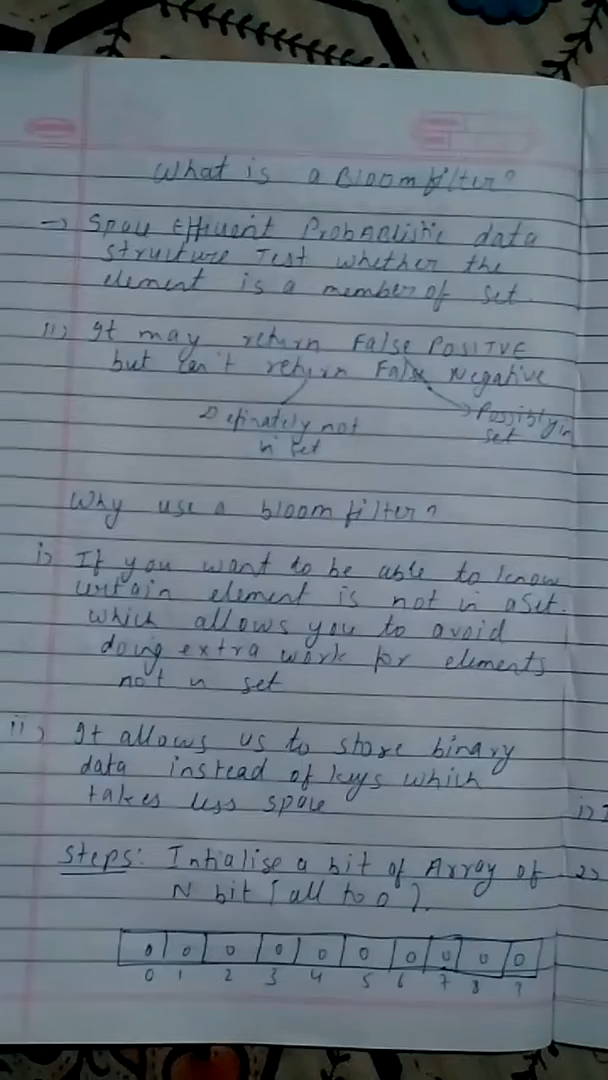 What is a Bloom filter?
→ Space Efficient Probabilistic data
structure Test whether the
element is a member of set.
ii) It may return False POSITVE
but can't return False Negative
Definately not
in set
Possibly in
set
Why use a bloom filter?
i) If you want to be able to know
certain element is not in a set.
which allows you to avoid
doing extra work for elements
not in set
ii) It allows us to store binary
data instead of keys which
takes less space
Steps: Intialise a bit of Array of
N bit [all to 0].
0 0 0 0 0 0 0 0 0 0
0 1 2 3 4 5 6 7 8 9